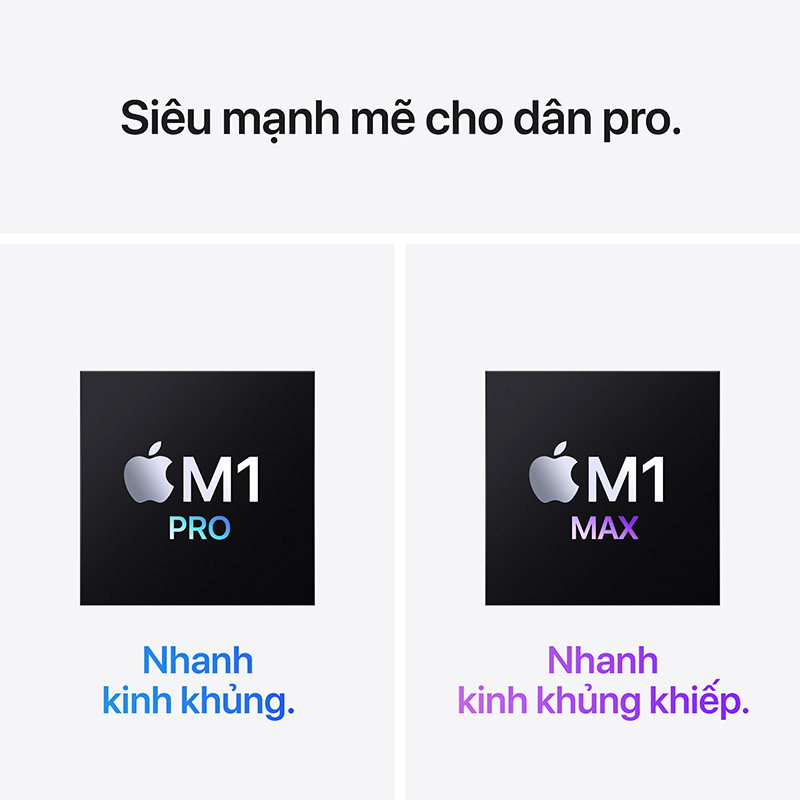 Siêu mạnh mẽ cho dân pro.
M1
PRO
Nhanh
kinh khủng.
M1
MAX
Nhanh
kinh khủng khiếp.